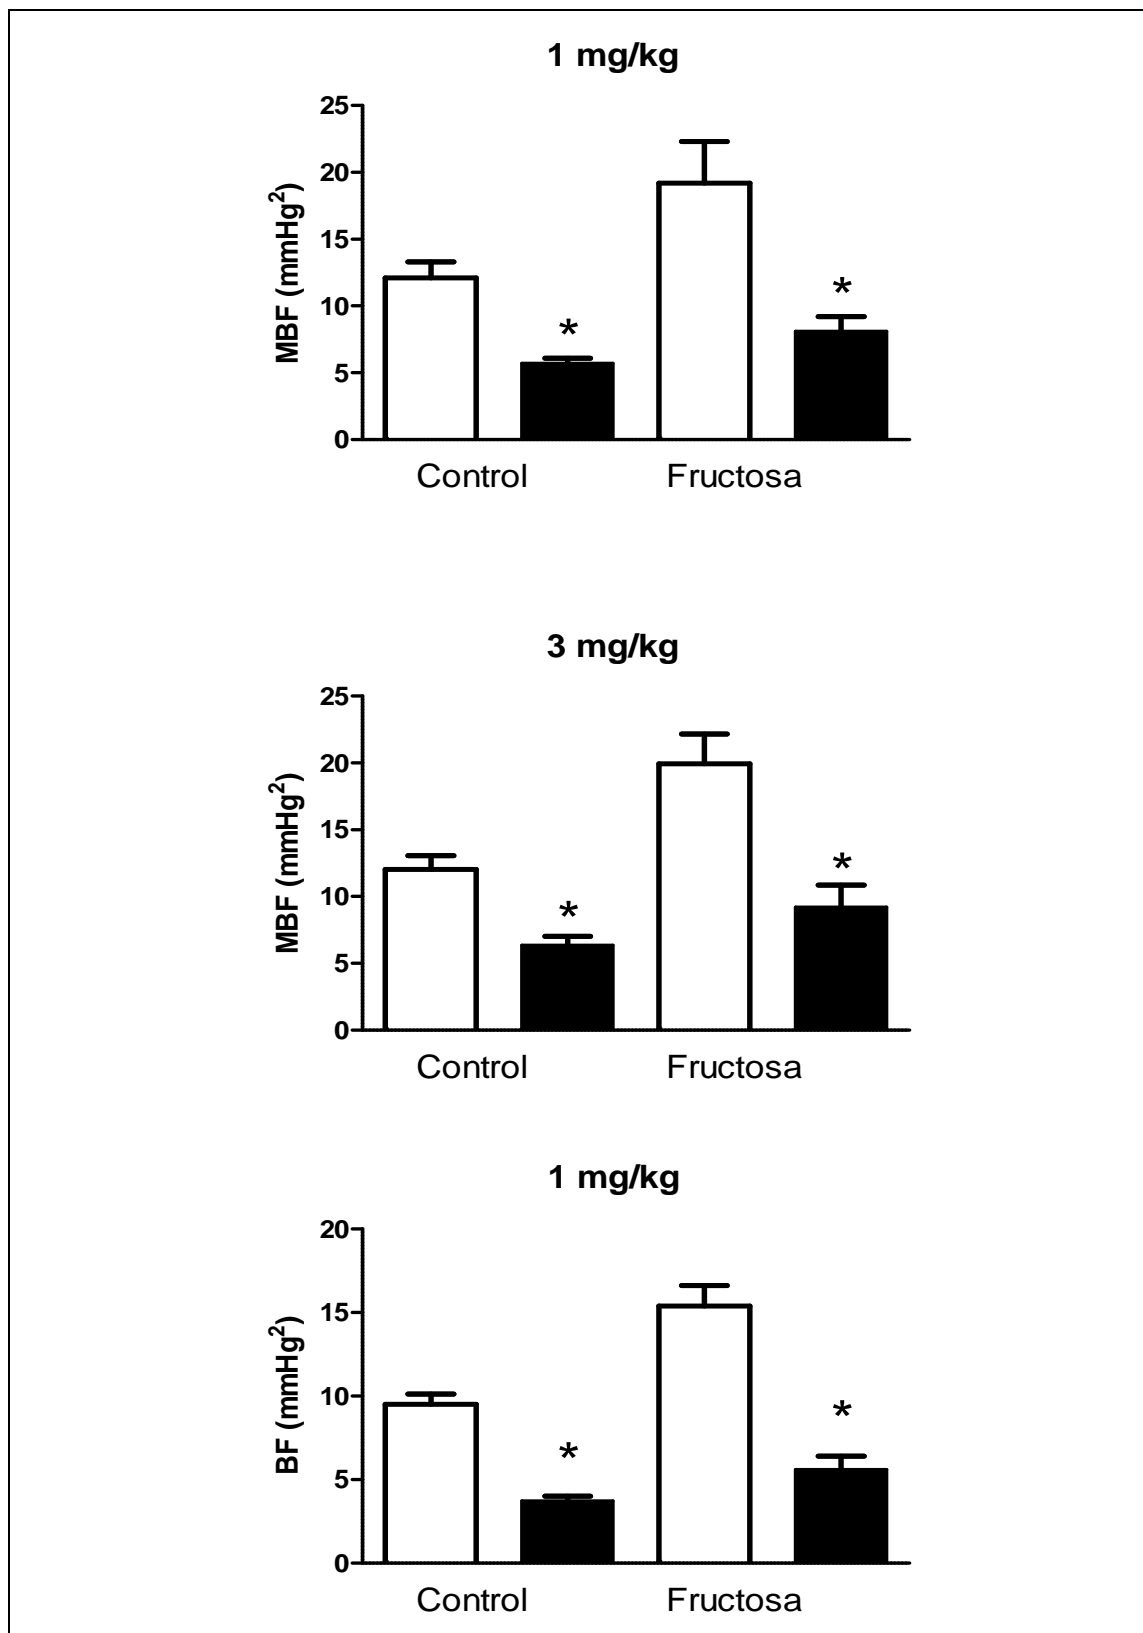 1 mg/kg
25
20
15
10
5
0
MBF (mmHg²)
*
*
Control Fructosa
3 mg/kg
25
20
15
10
5
0
MBF (mmHg²)
*
*
Control Fructosa
1 mg/kg
20
15
10
5
0
BF (mmHg²)
*
*
Control Fructosa